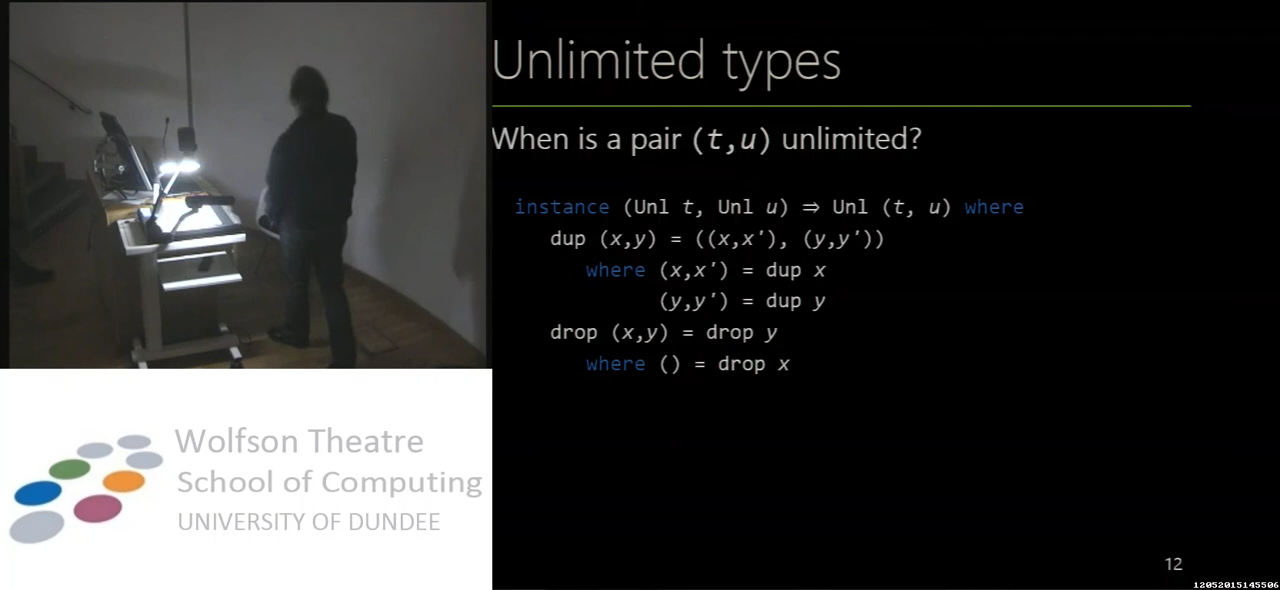 Unlimited types
When is a pair (t,u) unlimited?
instance (Unl t, Unl u) ⇒ Unl (t, u) where
dup (x,y) = ((x,x'), (y,y'))
where (x,x') = dup x
(y,y') = dup y
drop (x,y) = drop y
where () = drop x
Wolfson Theatre
School of Computing
UNIVERSITY OF DUNDEE
12
12052015145506